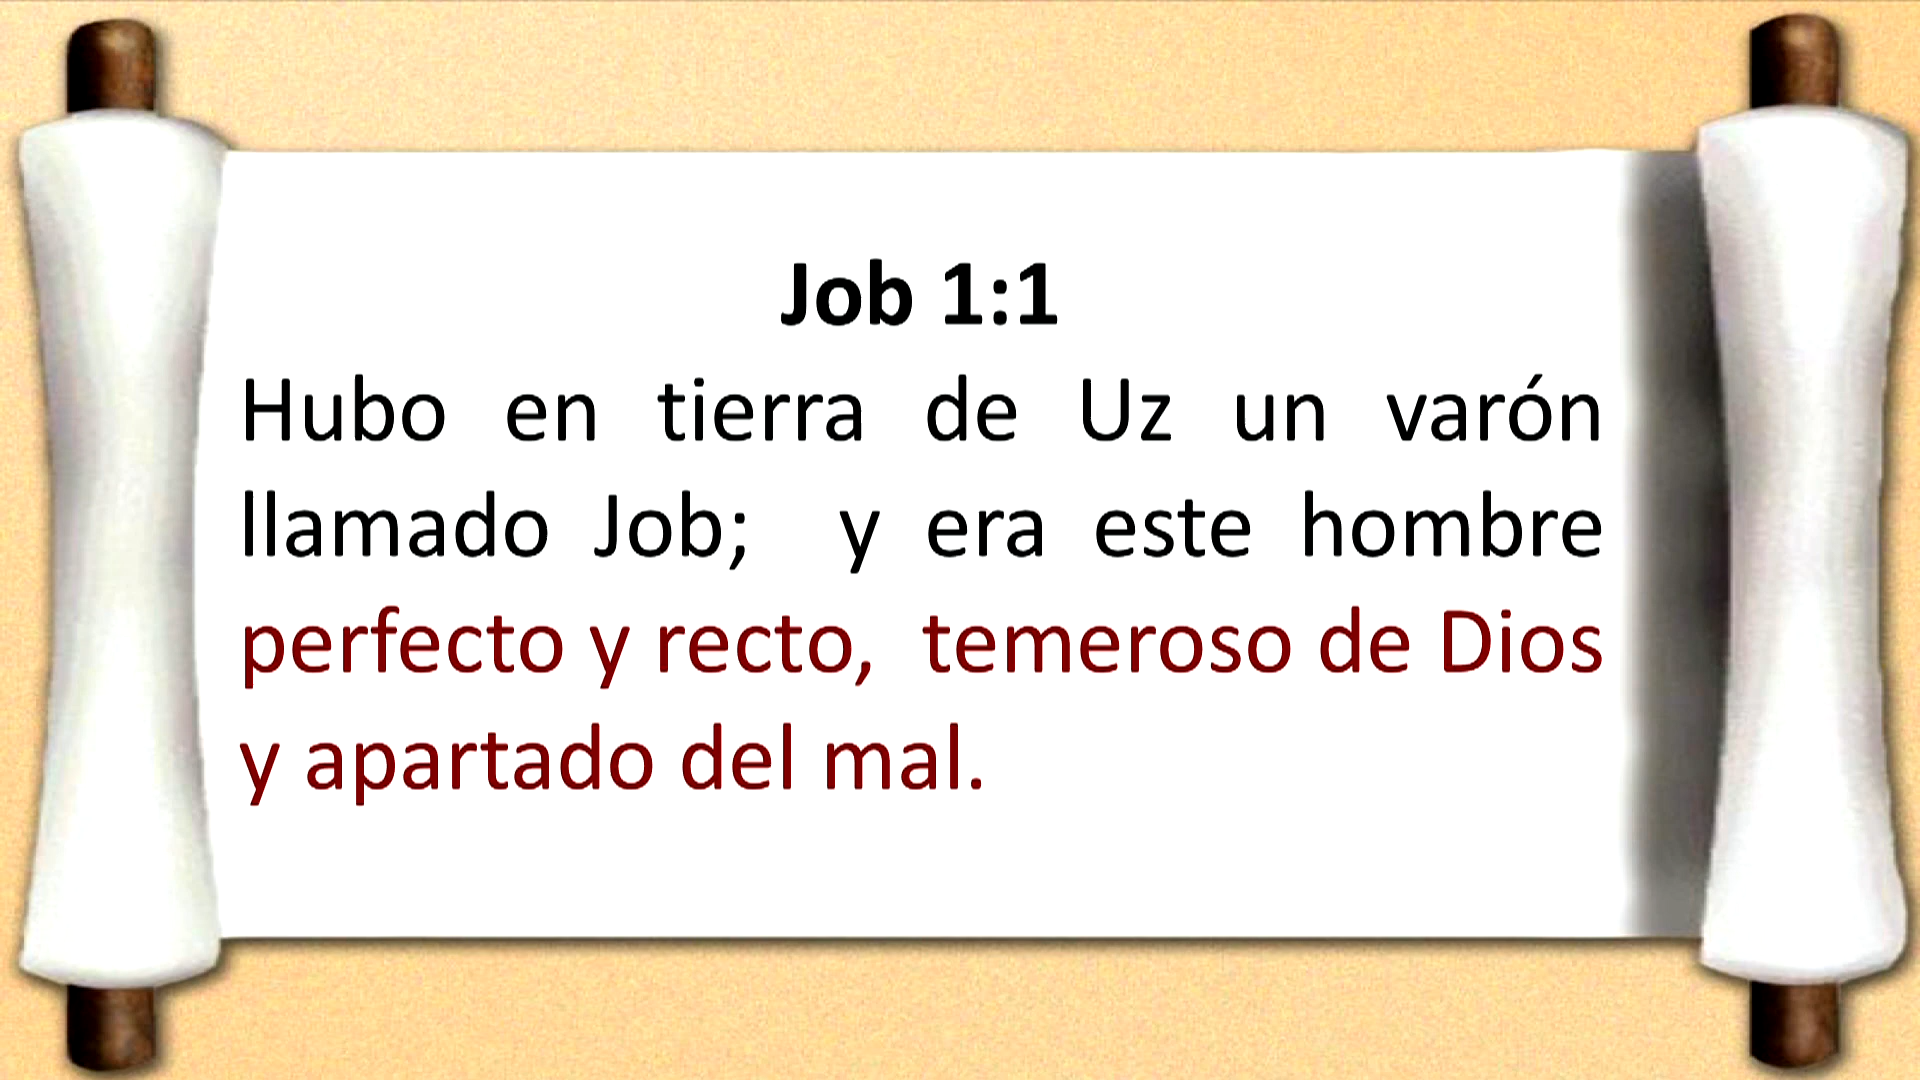 Job 1:1
Hubo en tierra de Uz un varón
llamado Job; y era este hombre
perfecto y recto, temeroso de Dios
y apartado del mal.